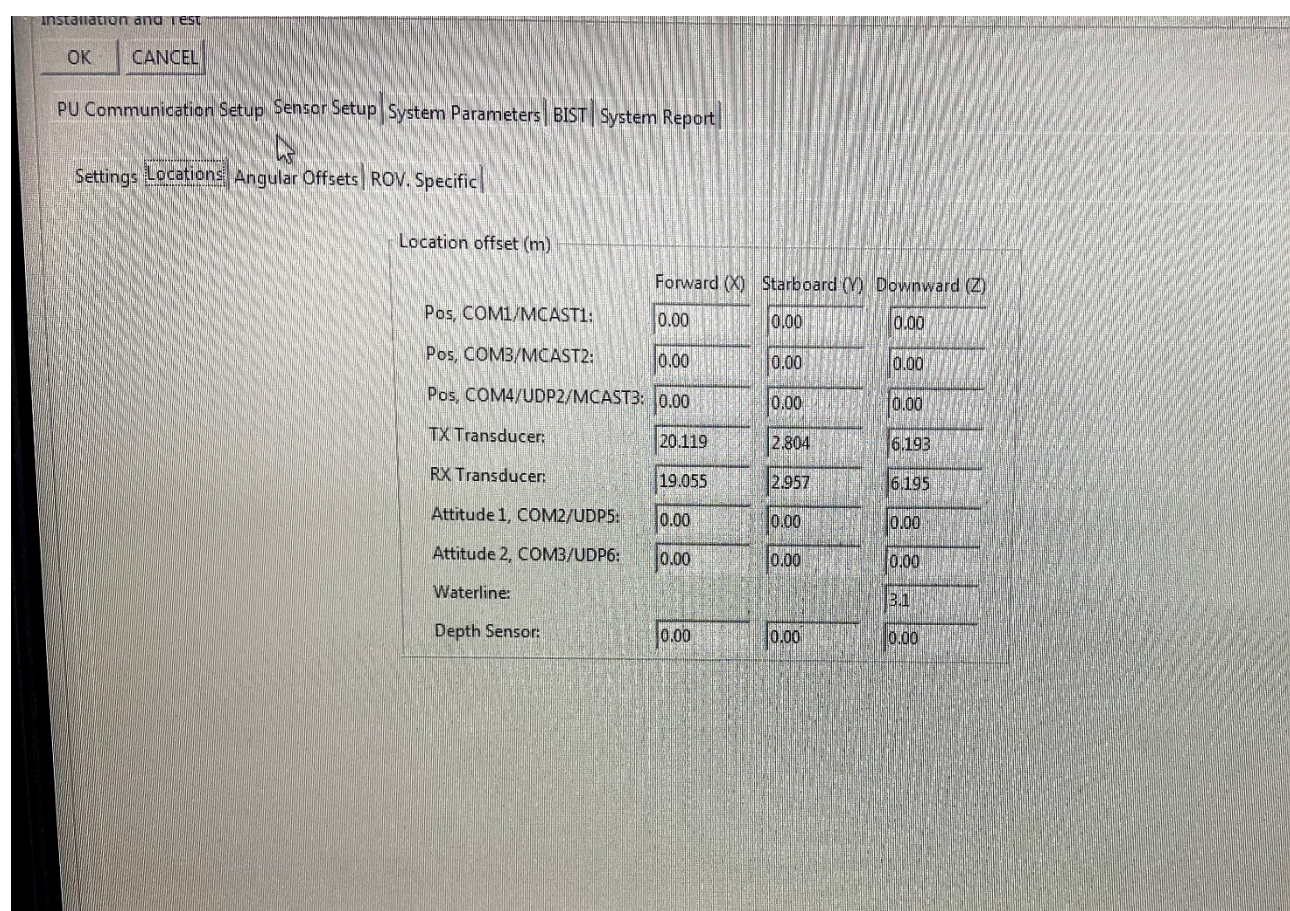 Installation and Test
OK CANCEL
PU Communication Setup Sensor Setup System Parameters BIST System Report
Settings Locations Angular Offsets ROV. Specific
Location offset (m)
Forward (X) Starboard (Y) Downward (Z)
Pos, COM1/MCAST1: 0.00 0.00 0.00
Pos, COM3/MCAST2: 0.00 0.00 0.00
Pos, COM4/UDP2/MCAST3: 0.00 0.00 0.00
TX Transducer: 20.119 2.804 6.193
RX Transducer: 19.055 2.957 6.195
Attitude 1, COM2/UDP5: 0.00 0.00 0.00
Attitude 2, COM3/UDP6: 0.00 0.00 0.00
Waterline: 3.1
Depth Sensor: 0.00 0.00 0.00